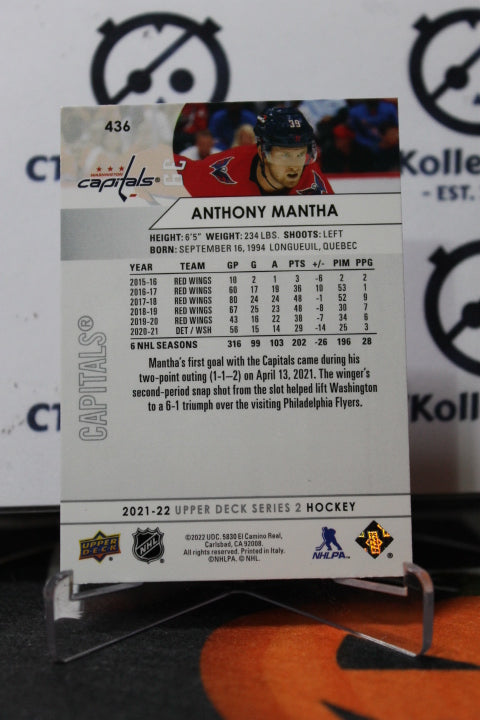 CT
Kolle
- EST.
Koll
436
39
WASHINGTON
capitals
ANTHONY MANTHA
HEIGHT: 6'5" WEIGHT: 234 LBS. SHOOTS: LEFT
BORN: SEPTEMBER 16, 1994 LONGUEUIL, QUEBEC
YEAR TEAM GP G A PTS +/- PIM PPG
2015-16 RED WINGS 10 2 1 3 -6 2 2
2016-17 RED WINGS 60 17 19 36 10 53 1
2017-18 RED WINGS 80 24 24 48 -1 52 9
2018-19 RED WINGS 67 25 23 48 -8 30 7
2019-20 RED WINGS 43 16 22 38 -7 34 6
2020-21 DET / WSH 56 15 14 29 -14 25 3
6 NHL SEASONS 316 99 103 202 -26 196 28
CAPITALS®
Mantha's first goal with the Capitals came during his
two-point outing (1-1–2) on April 13, 2021. The winger's
second-period snap shot from the slot helped lift Washington
to a 6-1 triumph over the visiting Philadelphia Flyers.
2021-22 UPPER DECK SERIES 2 HOCKEY
UPPER DECK
NHL
©2022 UDC. 5830 El Camino Real,
Carlsbad, CA 92008.
All rights reserved. Printed in Italy.
©NHLPA. © NHL.
NHLPA